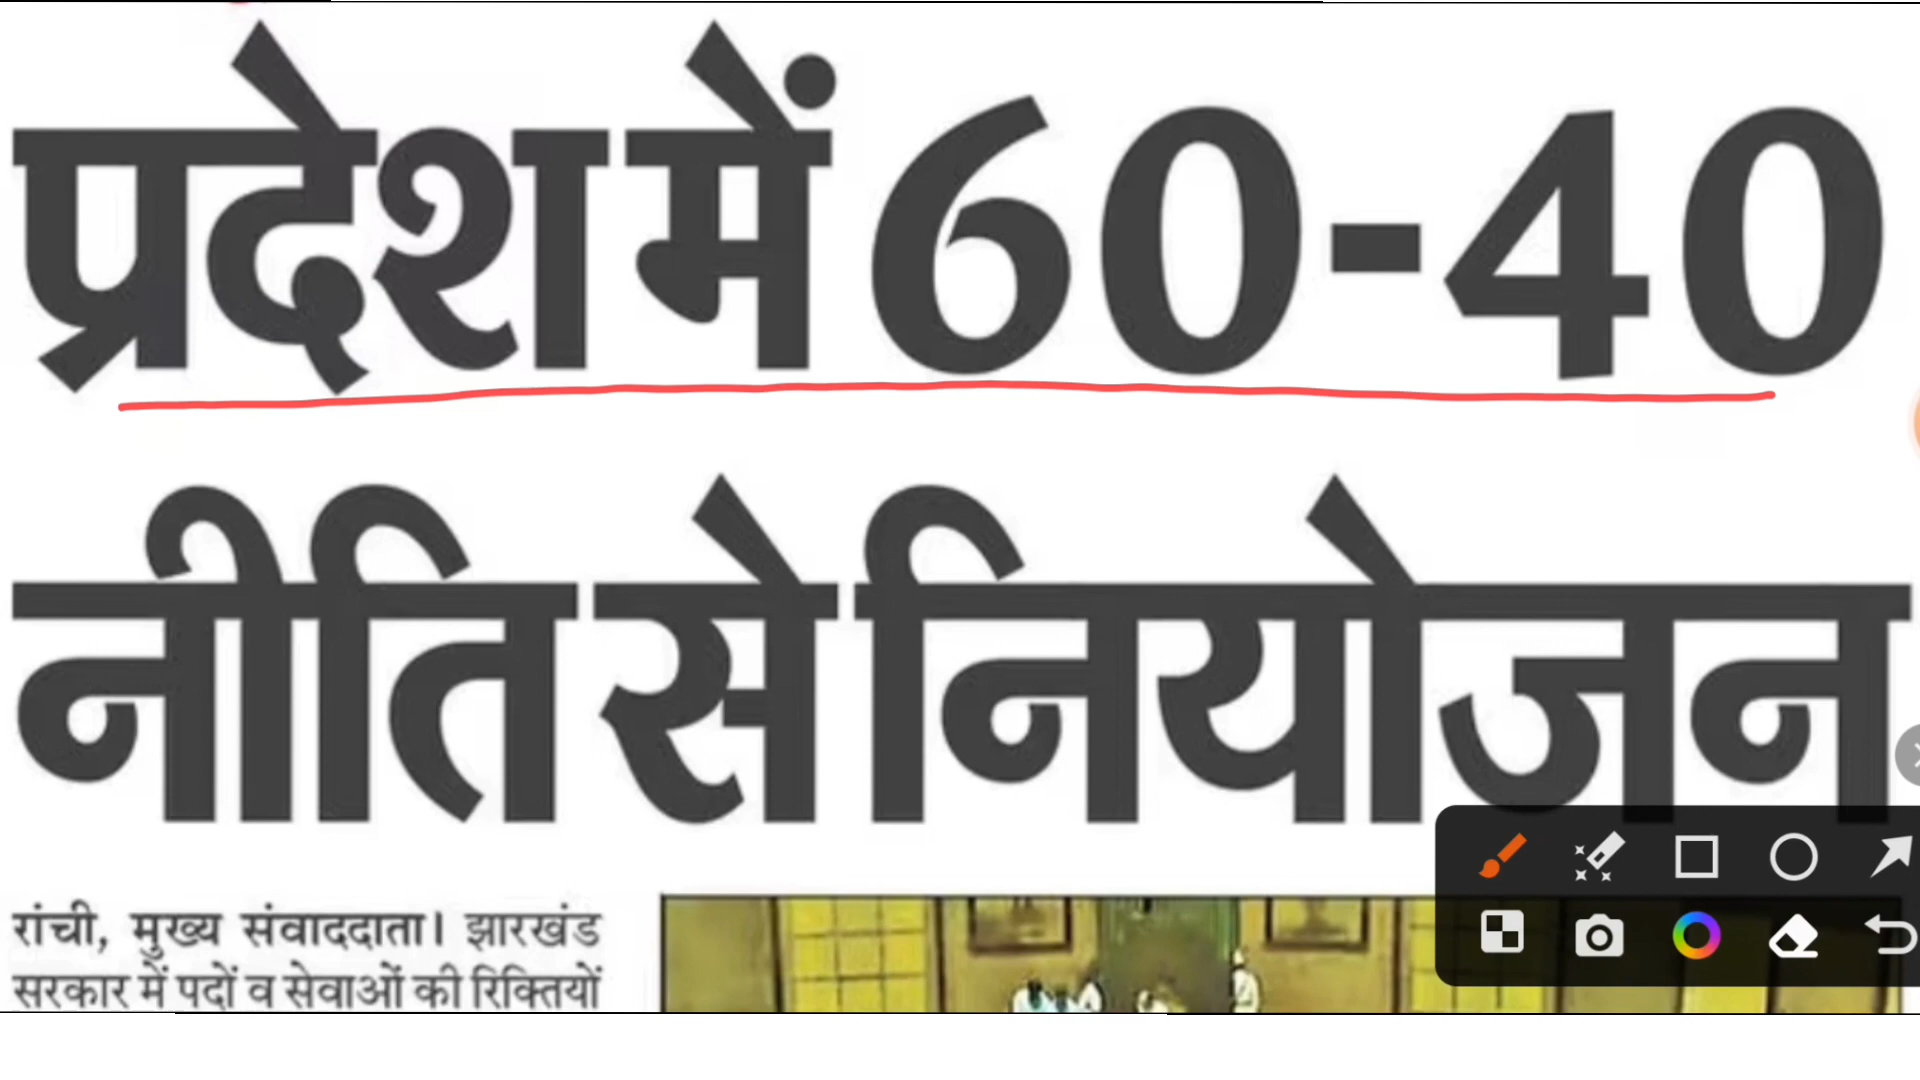 प्रदेश में 60-40
नीति से नियोजन
रांची, मुख्य संवाददाता। झारखंड
सरकार में पदों व सेवाओं की रिक्तियों